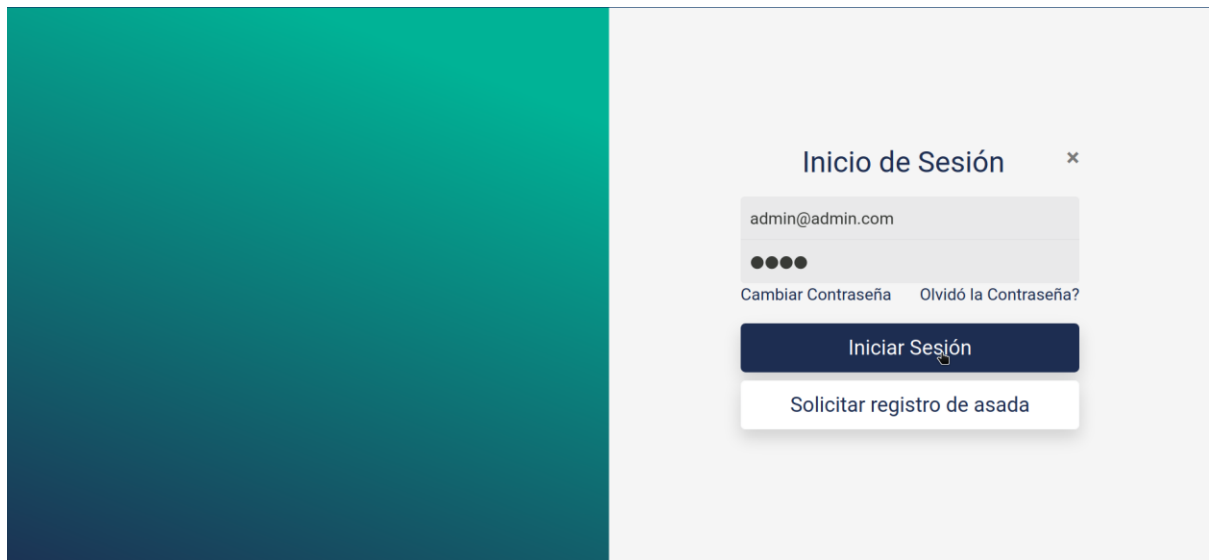 Inicio de Sesión ×
admin@admin.com
●●●●
Cambiar Contraseña Olvidó la Contraseña?
Iniciar Sesión
Solicitar registro de asada